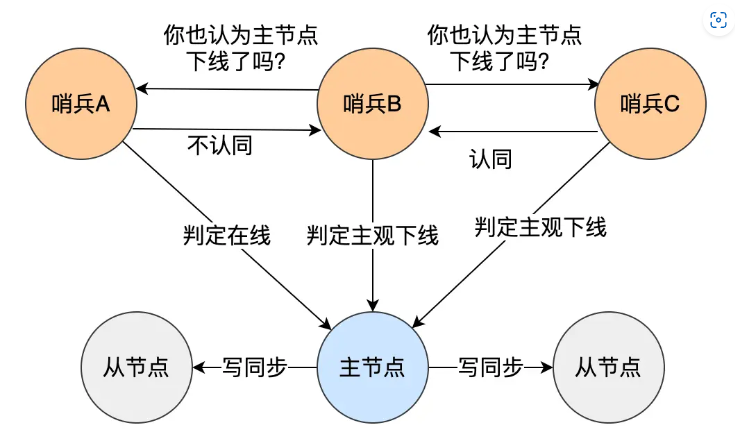 你也认为主节点
下线了吗？
你也认为主节点
下线了吗？
哨兵A
哨兵B
哨兵C
不认同
认同
判定在线
判定主观下线
判定主观下线
从节点
写同步
主节点
写同步
从节点